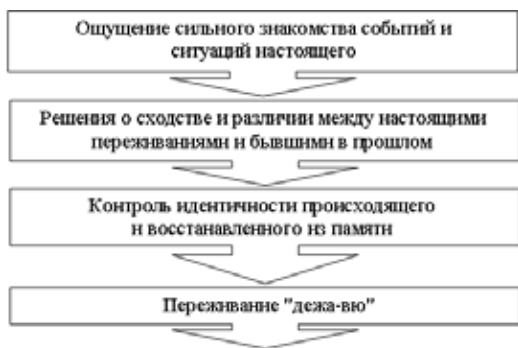 Ощущение сильного знакомства событий и
ситуаций настоящего
Решения о сходстве и различии между настоящими
переживаниями и бывшими в прошлом
Контроль идентичности происходящего
и восстанавленного из памяти
Переживание "дежа-вю"